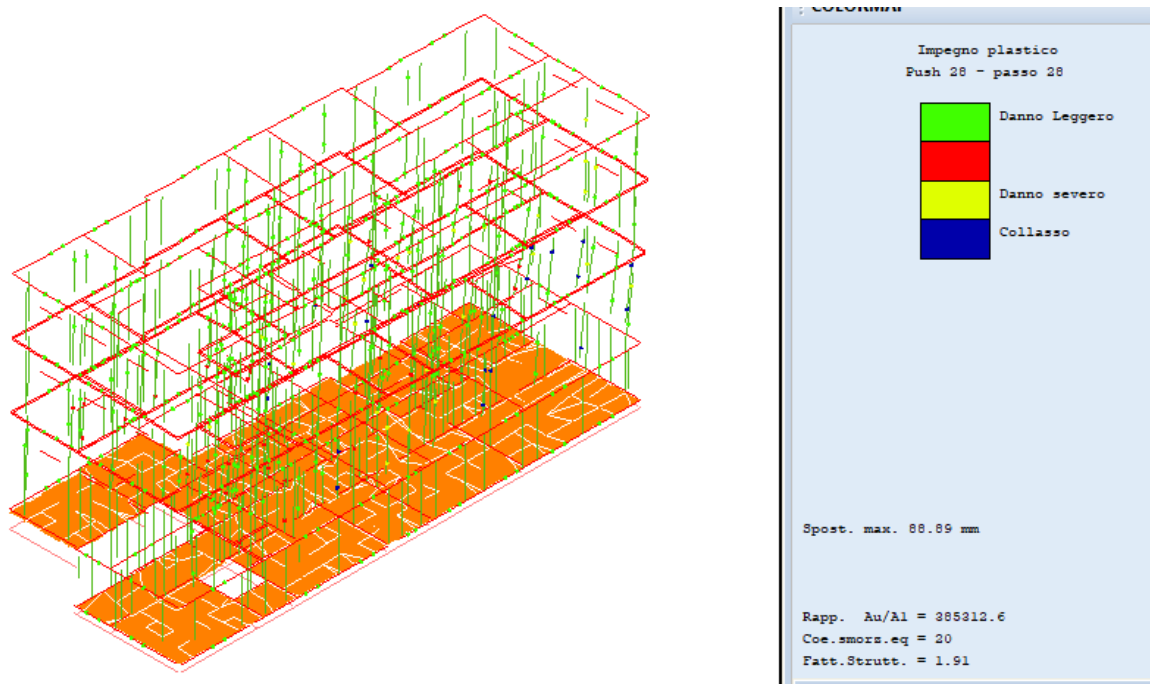 COLORMAP
Impegno plastico
Push 28 - passo 28
Danno Leggero
Danno severo
Collasso
Spost. max. 88.89 mm
Rapp. Au/A1 = 385312.6
Coe.smorz.eq = 20
Fatt.Strutt. = 1.91